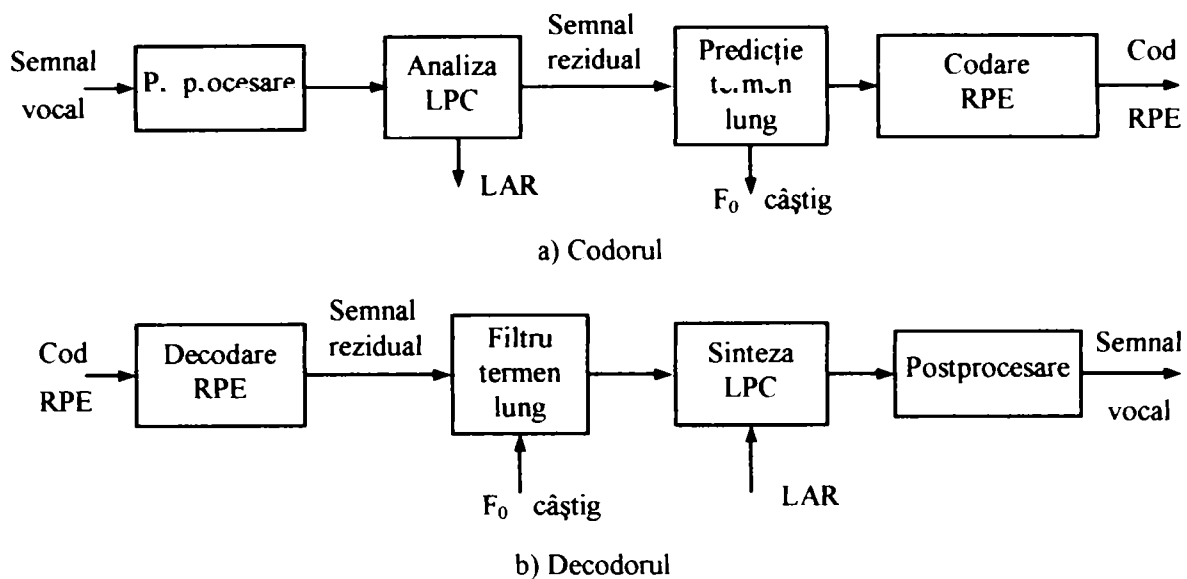 Semnal
vocal
Analiza
LPC
LAR
Semnal
rezidual
Predicție
lung
F₀ câştig
Codare
RPE
Cod
RPE
a) Codorul
Cod
RPE
Decodare
RPE
Semnal
rezidual
Filtru
termen
lung
F₀ câştig
Sinteza
LPC
LAR
Postprocesare
Semnal
vocal
b) Decodorul